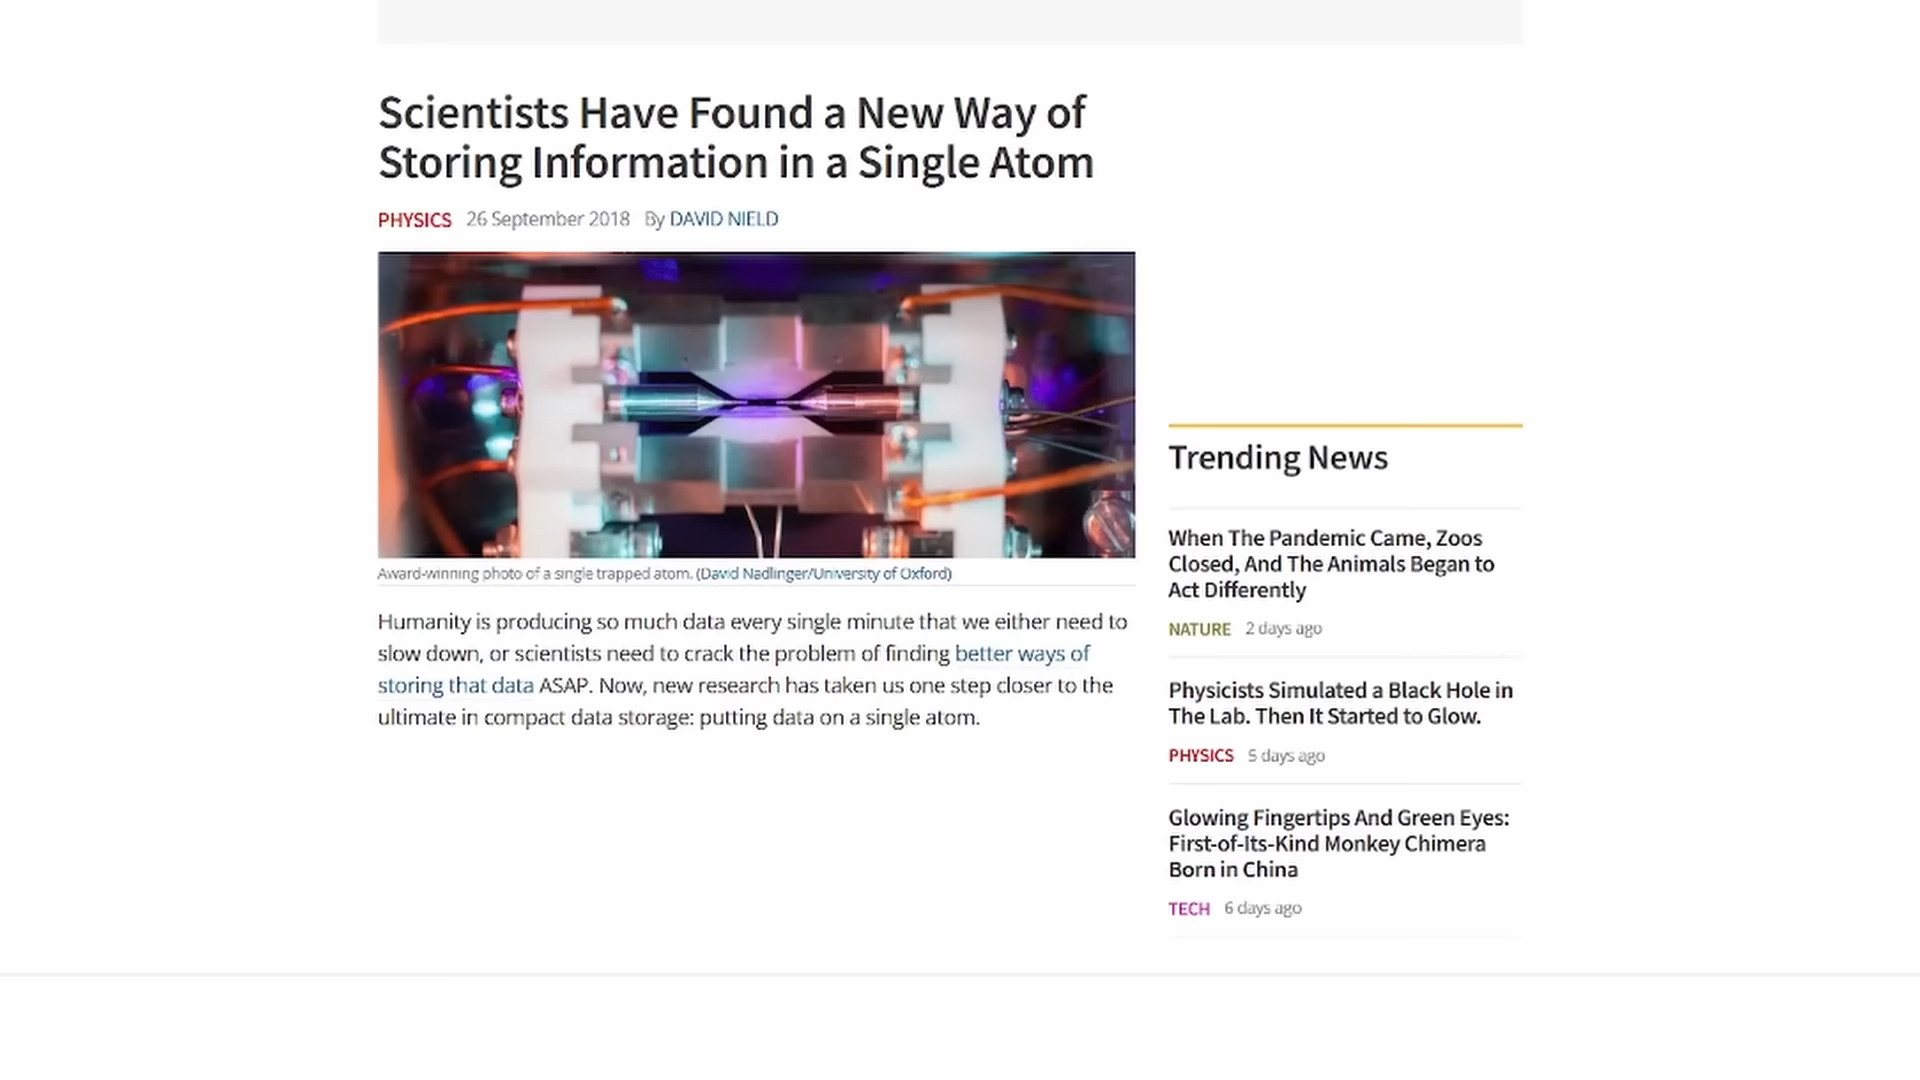 Scientists Have Found a New Way of
Storing Information in a Single Atom
PHYSICS 26 September 2018 By DAVID NIELD
Award-winning photo of a single trapped atom. (David Nadlinger/University of Oxford)
Humanity is producing so much data every single minute that we either need to
slow down, or scientists need to crack the problem of finding better ways of
storing that data ASAP. Now, new research has taken us one step closer to the
ultimate in compact data storage: putting data on a single atom.
Trending News
When The Pandemic Came, Zoos
Closed, And The Animals Began to
Act Differently
NATURE 2 days ago
Physicists Simulated a Black Hole in
The Lab. Then It Started to Glow.
PHYSICS 5 days ago
Glowing Fingertips And Green Eyes:
First-of-Its-Kind Monkey Chimera
Born in China
TECH 6 days ago